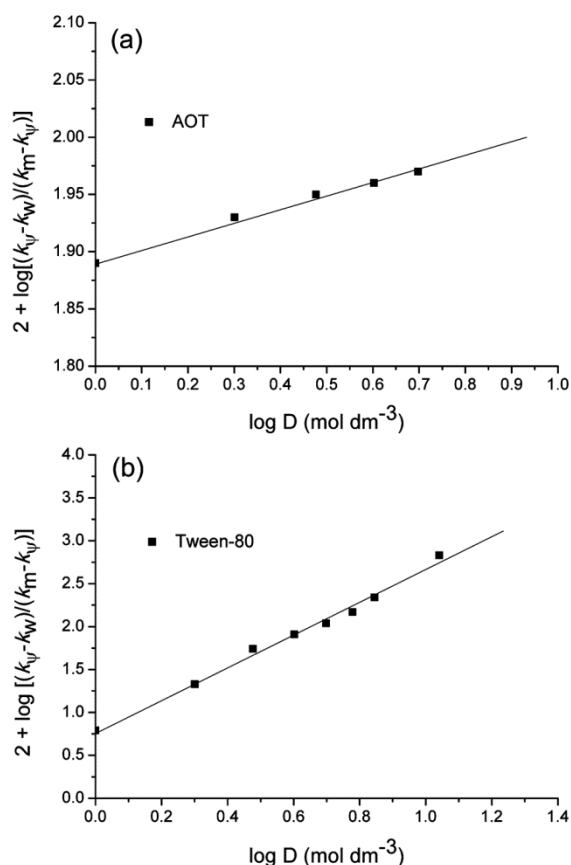 (a)
2.10
2.05
2.00
1.95
1.90
1.85
1.80
2 + log[(kψ-kw)/(km-kψ)]
AOT
0.0 0.1 0.2 0.3 0.4 0.5 0.6 0.7 0.8 0.9 1.0
log D (mol dm-3)
(b)
4.0
3.5
3.0
2.5
2.0
1.5
1.0
0.5
0.0
2 + log [(kψ-kw)/(km-kψ)]
Tween-80
0.0 0.2 0.4 0.6 0.8 1.0 1.2 1.4
log D (mol dm-3)